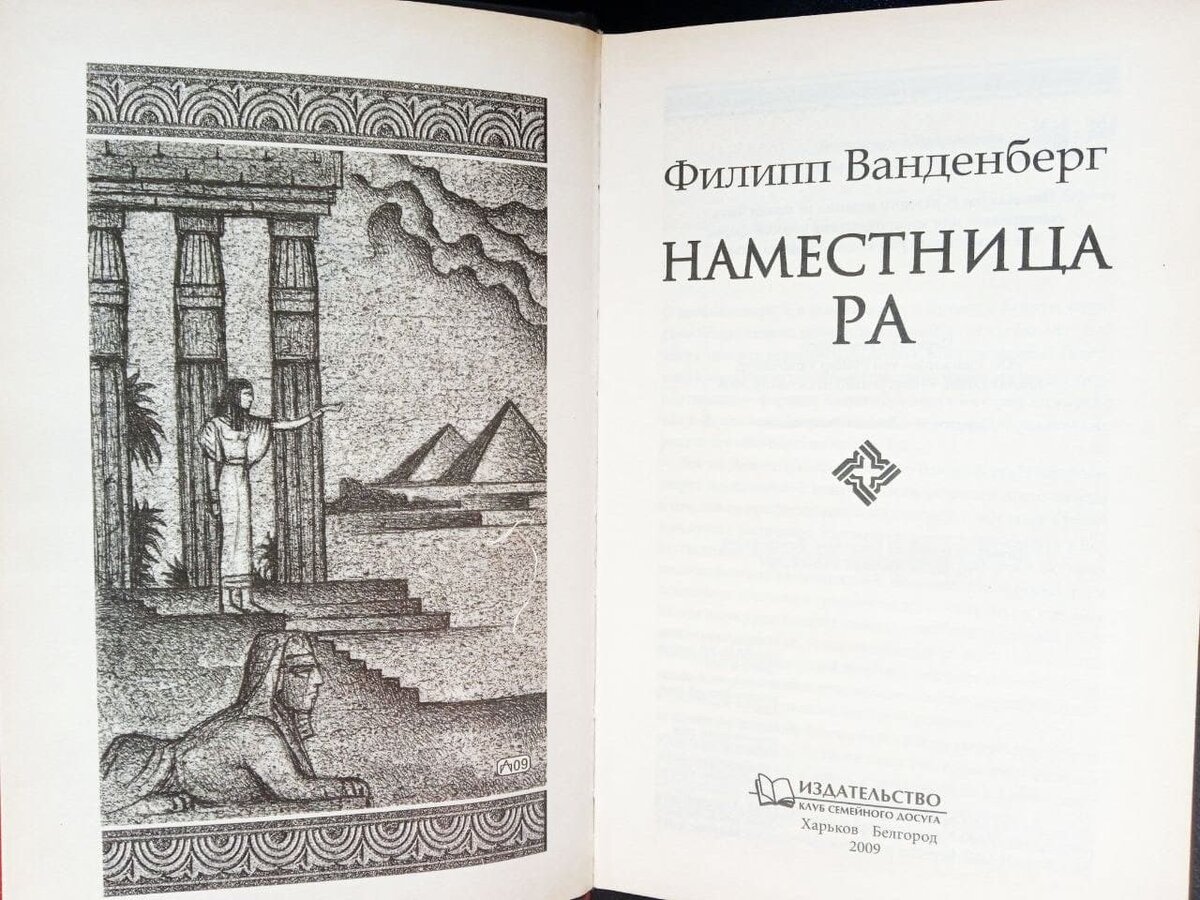 Филипп Ванденберг
НАМЕСТНИЦА
РА
ИЗДАТЕЛЬСТВО
КЛУБ СЕМЕЙНОГО ДОСУГА
Харьков Белгород
2009
09